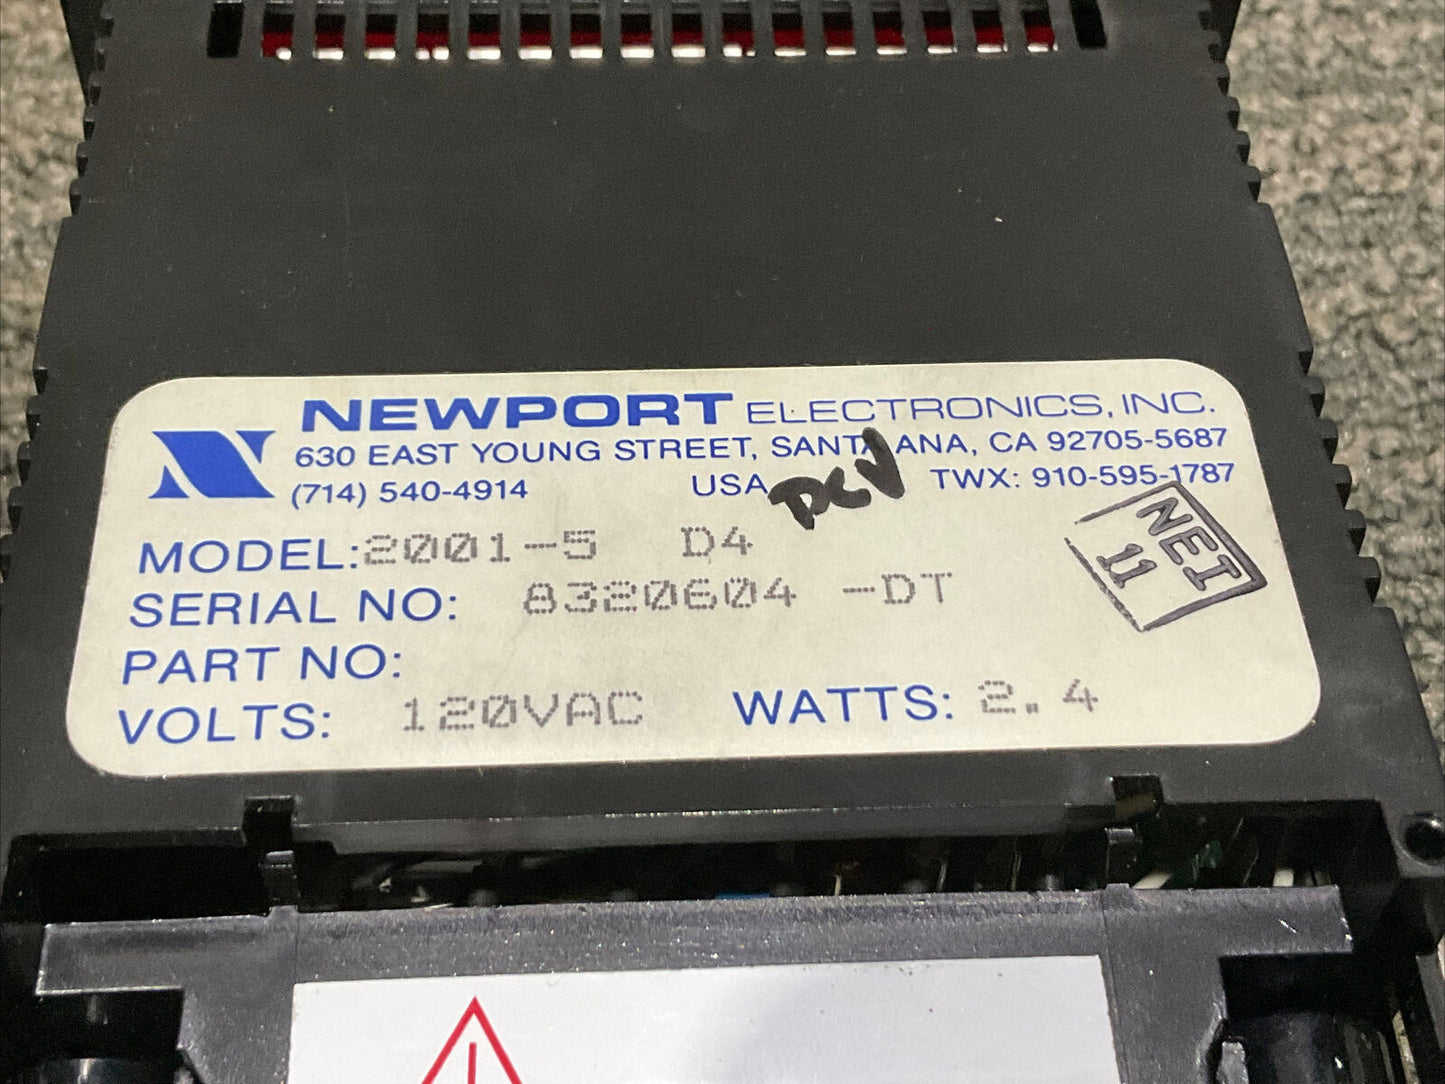 NEWPORT ELECTRONICS, INC.
630 EAST YOUNG STREET, SANTA ANA, CA 92705-5687
(714) 540-4914 USA TWX: 910-595-1787
DCV
MODEL: 2001-5 D4
NEI
11
SERIAL NO: 8320604 -DT
PART NO:
VOLTS: 120VAC WATTS: 2.4